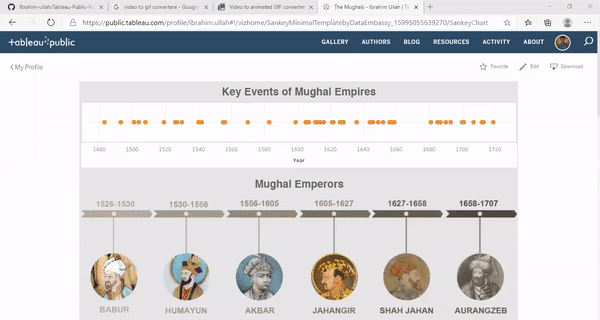 Ibrahim-ullah/Tableau-Public-Vi
video to gif convertere - Google
Video to animated GIF converter
The Mughals - Ibrahim Ullah | Ta
https://public.tableau.com/profile/ibrahim.ullah#!/vizhome/SankeyMinimalTemplatebyDataEmbassy_15995055639270/SankeyChart
+ableau public
GALLERY AUTHORS BLOG RESOURCES ACTIVITY ABOUT
My Profile
Favorite Edit Download
Key Events of Mughal Empires
1480 1500 1520 1540 1560 1580 1600 1620 1640 1660 1680 1700 1720
Year
Mughal Emperors
1526-1530 1530-1556 1556-1605 1605-1627 1627-1658 1658-1707
BABUR HUMAYUN AKBAR JAHANGIR SHAH JAHAN AURANGZEB